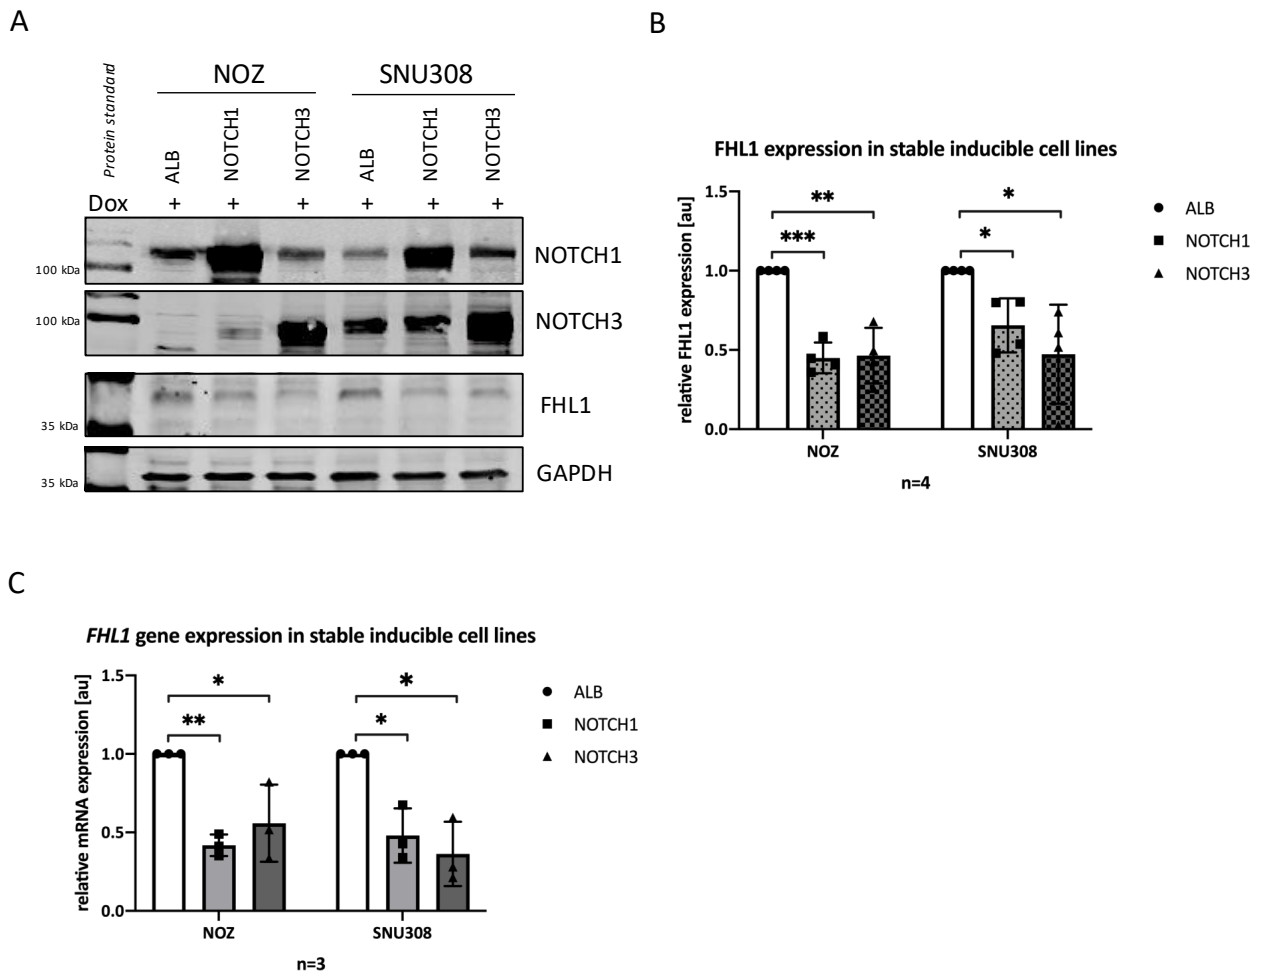 A
Protein standard
NOZ
SNU308
ALB
NOTCH1
NOTCH3
ALB
NOTCH1
NOTCH3
Dox + + + + + +
100 kDa
NOTCH1
100 kDa
NOTCH3
35 kDa
FHL1
35 kDa
GAPDH
B
FHL1 expression in stable inducible cell lines
relative FHL1 expression [au]
1.5
1.0
0.5
0.0
**
***
*
*
NOZ
SNU308
n=4
ALB
NOTCH1
NOTCH3
C
FHL1 gene expression in stable inducible cell lines
relative mRNA expression [au]
1.5
1.0
0.5
0.0
*
**
*
*
NOZ
SNU308
n=3
ALB
NOTCH1
NOTCH3